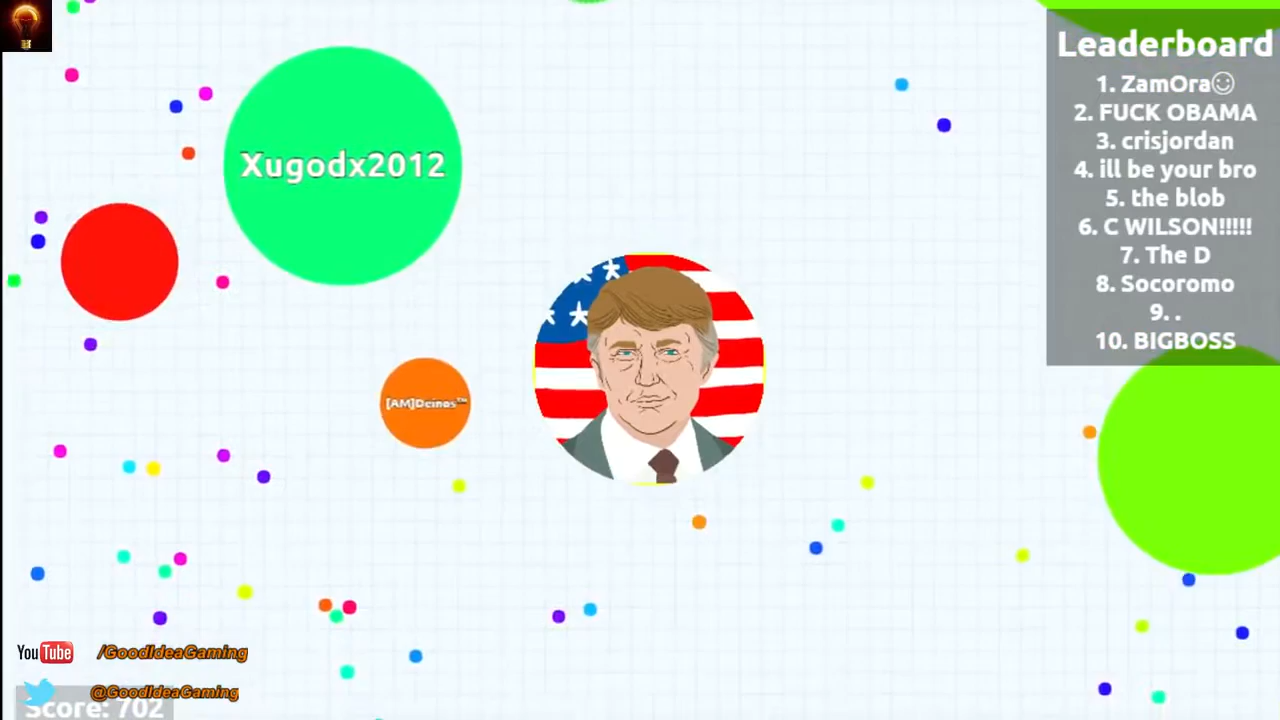 Leaderboard
1. ZamOra☺
2. FUCK OBAMA
3. crisjordan
4. ill be your bro
5. the blob
6. C WILSON!!!!!
7. The D
8. Socoromo
9. .
10. BIGBOSS
Xugodx2012
[AM]Dcinos™
YouTube /GoodIdeaGaming
@GoodIdeaGaming
Score: 702